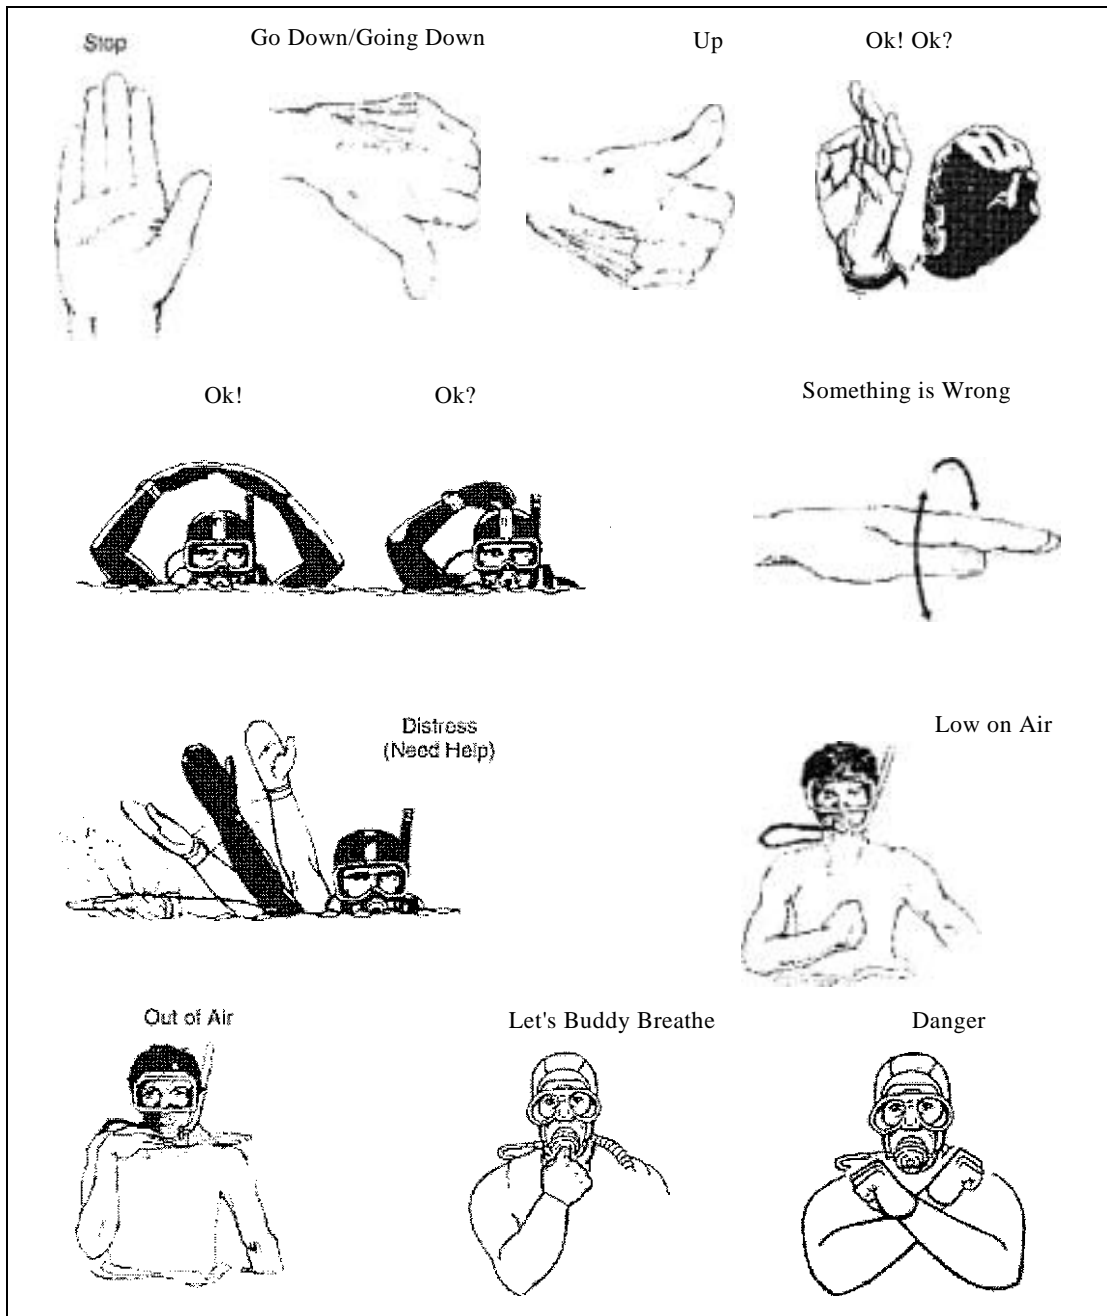 Stop
Go Down/Going Down
Up
Ok! Ok?
Ok!
Ok?
Something is Wrong
Distress
(Need Help)
Low on Air
Out of Air
Let's Buddy Breathe
Danger